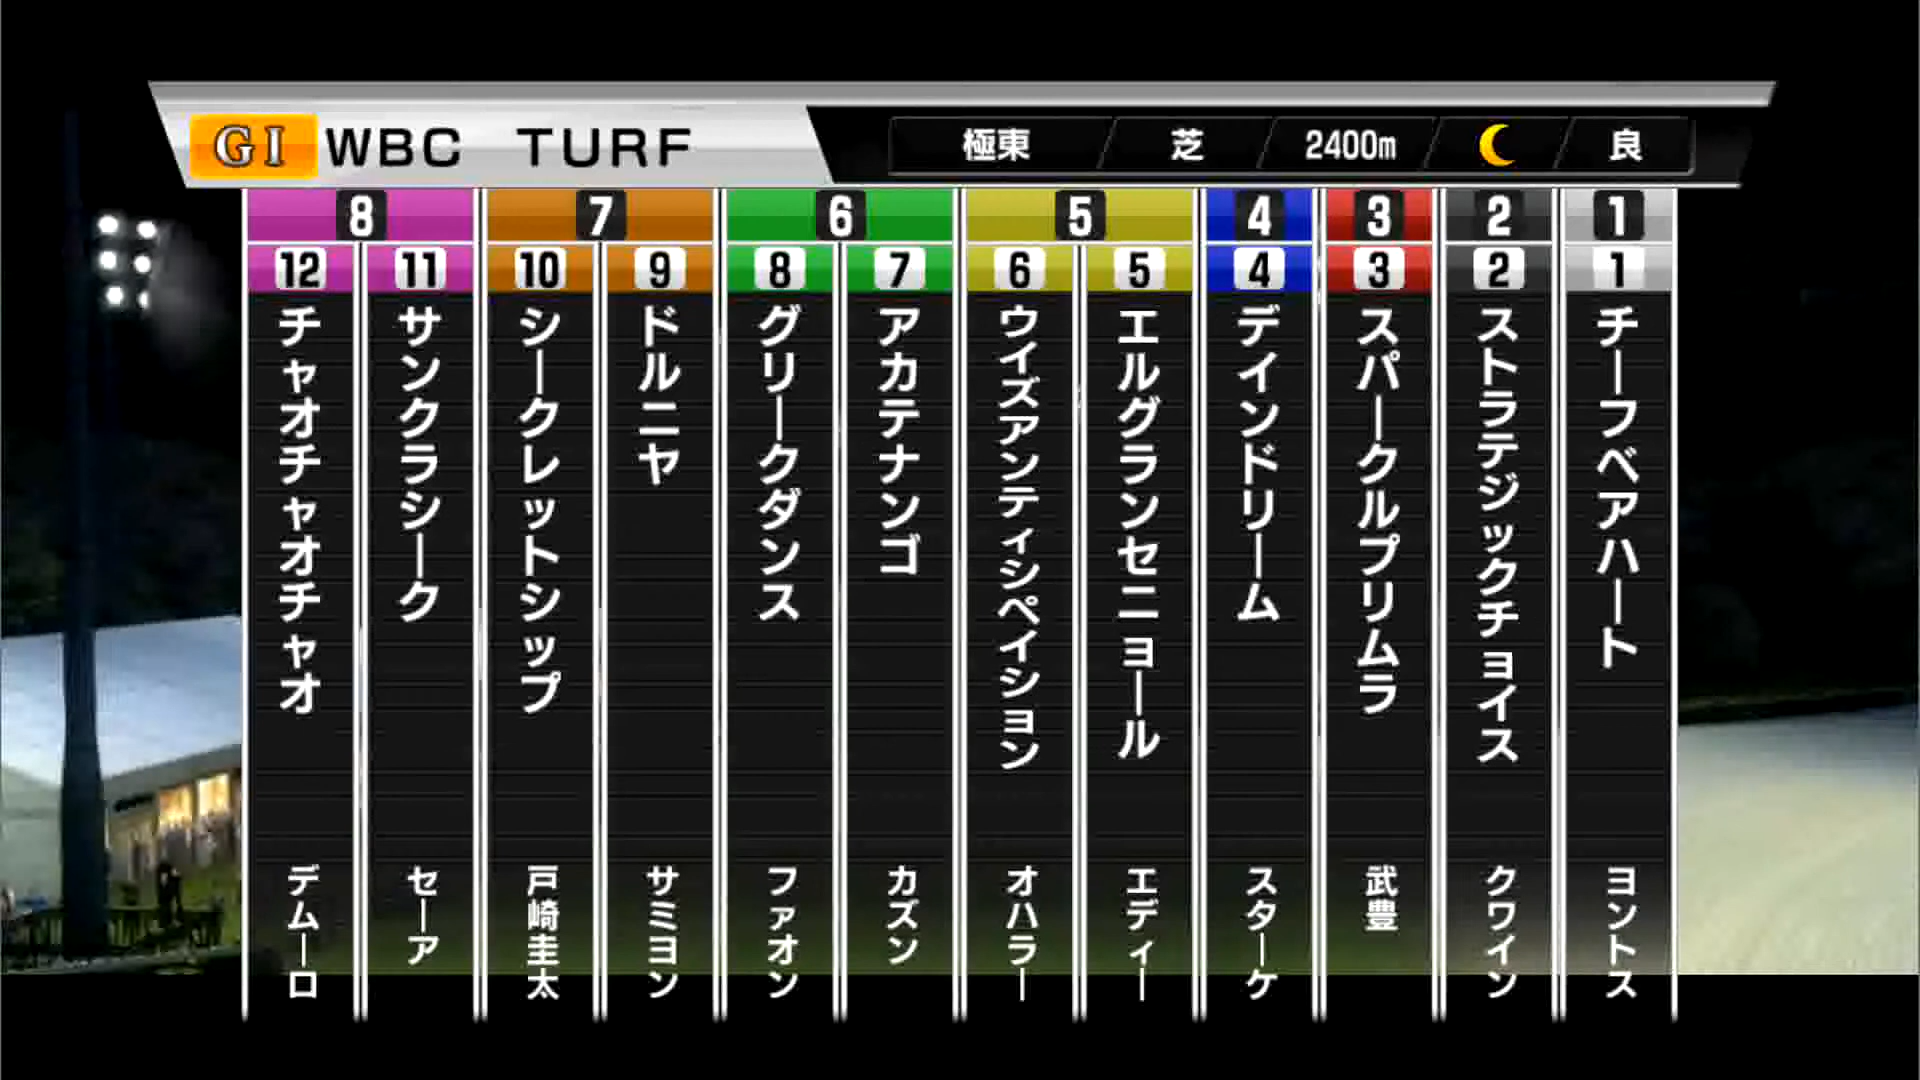 GI WBC TURF 極東 芝 2400m 良
1
1
チーフベアハート
ヨントス
2
2
ストラテジックチョイス
クワイン
3
3
スパークルプリムラ
武豊
4
4
デインドリーム
スターケ
5
5
エルグランセニョール
エディー
6
ウイズアンティシペイション
オハラー
6
7
アカテナンゴ
カズン
8
グリークダンス
ファオン
7
9
ドルニヤ
サミヨン
10
シークレットシップ
戸崎圭太
8
11
サンクラシーク
セーア
12
チャオチャオチャオ
デムーロ